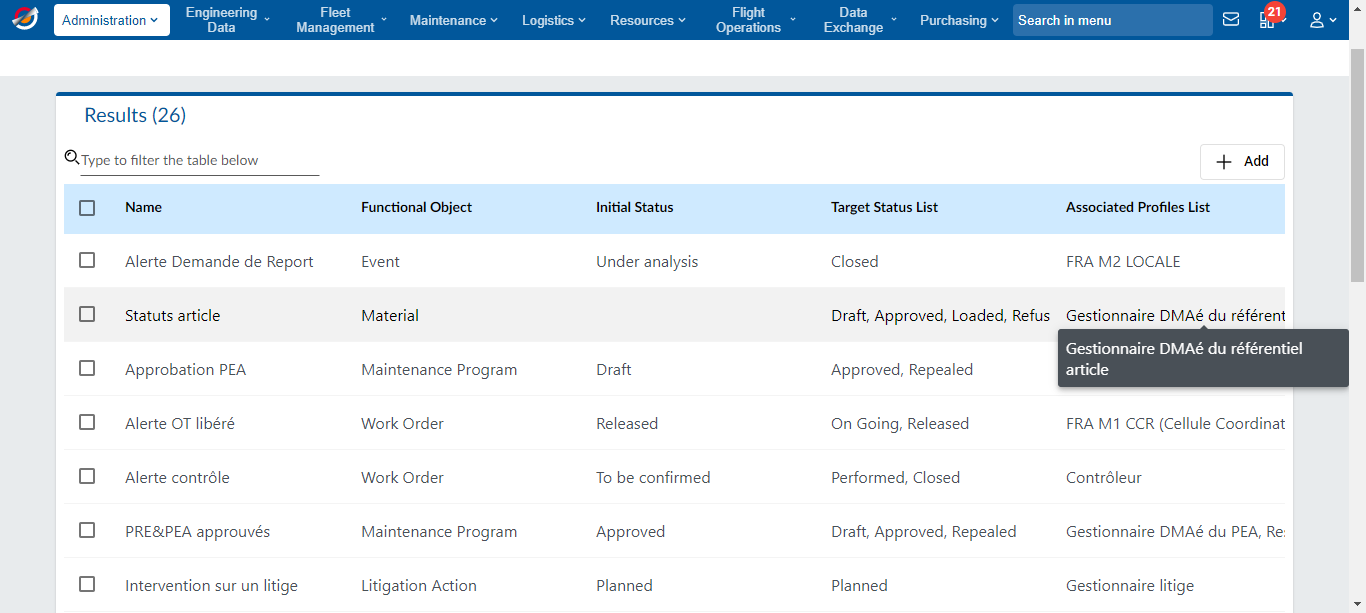 Administration
Engineering Data
Fleet Management
Maintenance
Logistics
Resources
Flight Operations
Data Exchange
Purchasing
Search in menu
21
Results (26)
Type to filter the table below
Add
Name Functional Object Initial Status Target Status List Associated Profiles List
Alerte Demande de Report Event Under analysis Closed FRA M2 LOCALE
Statuts article Material Draft, Approved, Loaded, Refus Gestionnaire DMAé du référent
Gestionnaire DMAé du référentiel
article
Approbation PEA Maintenance Program Draft Approved, Repealed
Alerte OT libéré Work Order Released On Going, Released FRA M1 CCR (Cellule Coordinat
Alerte contrôle Work Order To be confirmed Performed, Closed Contrôleur
PRE&PEA approuvés Maintenance Program Approved Draft, Approved, Repealed Gestionnaire DMAé du PEA, Re
Intervention sur un litige Litigation Action Planned Planned Gestionnaire litige